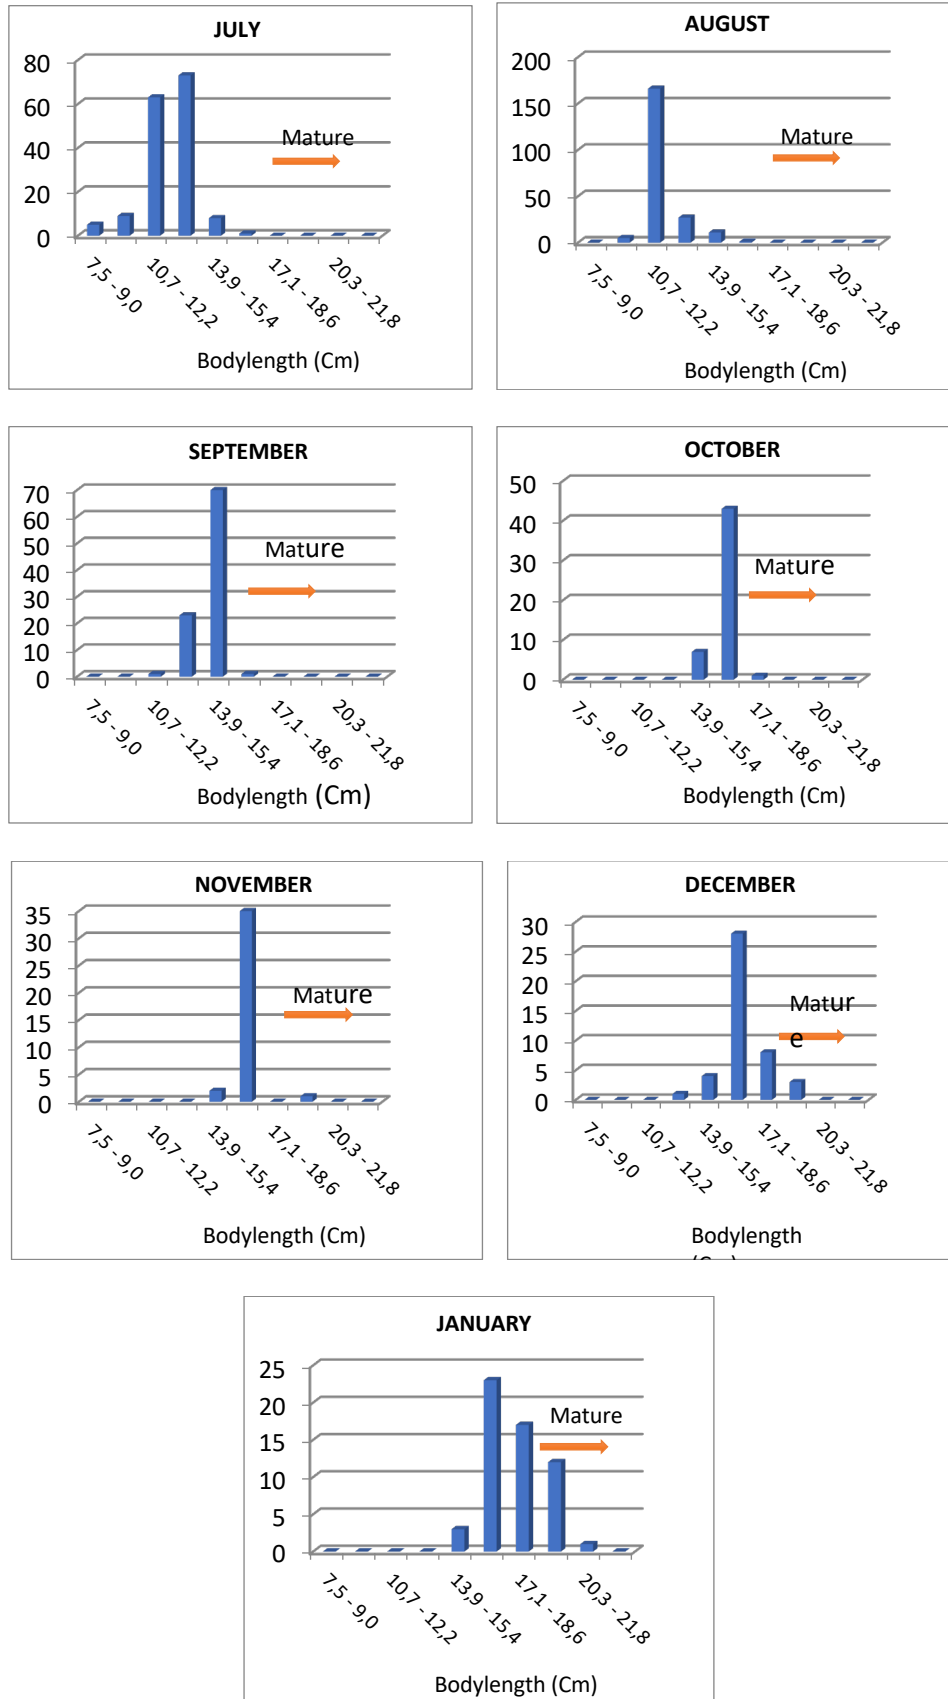 JULY
80
60
40
20
0
Mature
7,5 - 9,0
10,7 - 12,2
13,9 - 15,4
17,1 - 18,6
20,3 - 21,8
Bodylength (Cm)
AUGUST
200
150
100
50
0
Mature
7,5 - 9,0
10,7 - 12,2
13,9 - 15,4
17,1 - 18,6
20,3 - 21,8
Bodylength (Cm)
SEPTEMBER
70
60
50
40
30
20
10
0
Mature
7,5 - 9,0
10,7 - 12,2
13,9 - 15,4
17,1 - 18,6
20,3 - 21,8
Bodylength (Cm)
OCTOBER
50
40
30
20
10
0
Mature
7,5 - 9,0
10,7 - 12,2
13,9 - 15,4
17,1 - 18,6
20,3 - 21,8
Bodylength (Cm)
NOVEMBER
35
30
25
20
15
10
5
0
Mature
7,5 - 9,0
10,7 - 12,2
13,9 - 15,4
17,1 - 18,6
20,3 - 21,8
Bodylength (Cm)
DECEMBER
30
25
20
15
10
5
0
Matur
e
7,5 - 9,0
10,7 - 12,2
13,9 - 15,4
17,1 - 18,6
20,3 - 21,8
Bodylength
JANUARY
25
20
15
10
5
0
Mature
7,5 - 9,0
10,7 - 12,2
13,9 - 15,4
17,1 - 18,6
20,3 - 21,8
Bodylength (Cm)